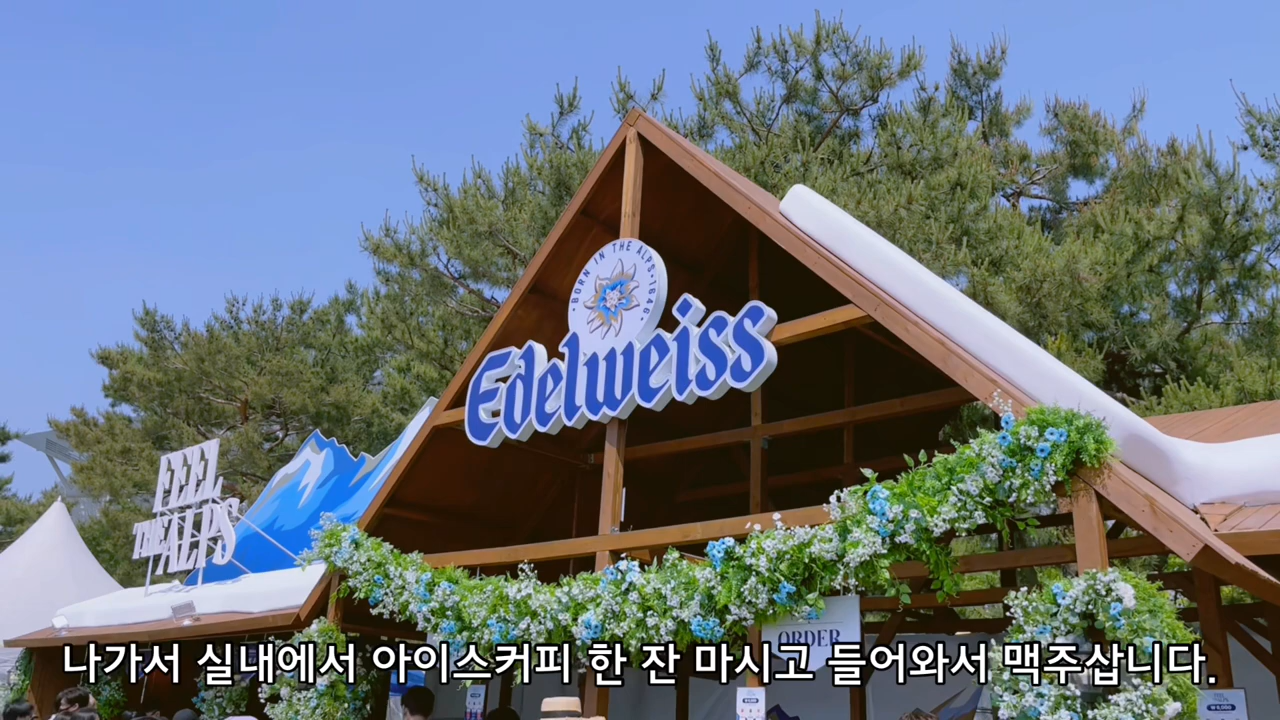 BORN IN THE ALPS • 1646 •
Edelweiss
FEEL
THE ALPS
ORDER
나가서 실내에서 아이스커피 한 잔 마시고 들어와서 맥주삽니다.